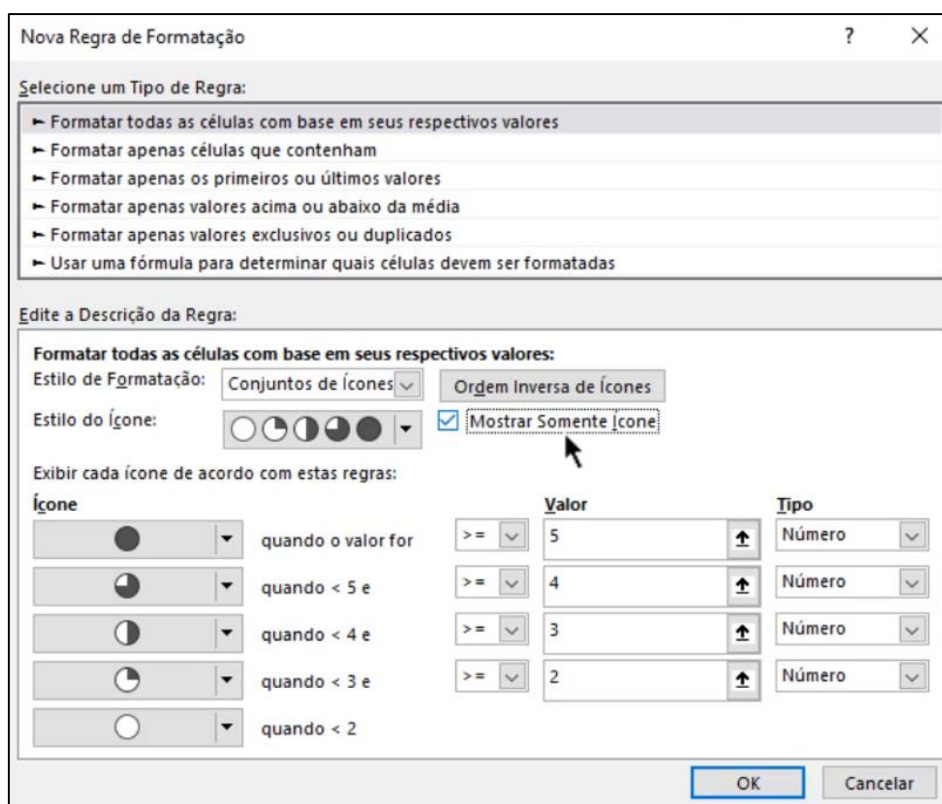 Nova Regra de Formatação
?
Selecione um Tipo de Regra:
► Formatar todas as células com base em seus respectivos valores
► Formatar apenas células que contenham
► Formatar apenas os primeiros ou últimos valores
► Formatar apenas valores acima ou abaixo da média
► Formatar apenas valores exclusivos ou duplicados
► Usar uma fórmula para determinar quais células devem ser formatadas
Edite a Descrição da Regra:
Formatar todas as células com base em seus respectivos valores:
Estilo de Formatação: Conjuntos de Ícones Ordem Inversa de Ícones
Estilo do Ícone: Mostrar Somente Ícone
Exibir cada ícone de acordo com estas regras:
Ícone Valor Tipo
quando o valor for >= 5 Número
quando < 5 e >= 4 Número
quando < 4 e >= 3 Número
quando < 3 e >= 2 Número
quando < 2
OK Cancelar